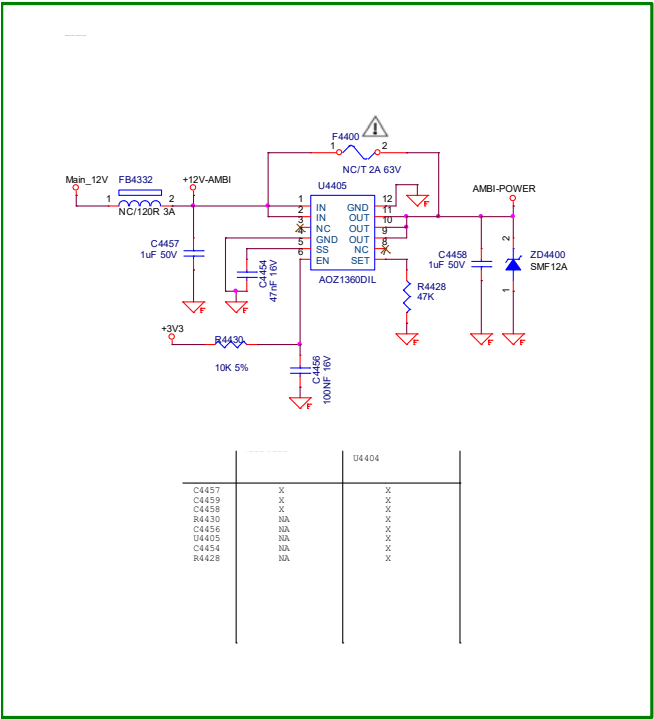 F4400
1 2
NC/T 2A 63V
Main_12V FB4332 +12V-AMBI
1 2
NC/120R 3A
U4405
AMBI-POWER
1 IN GND 12
2 IN OUT 11
3 NC OUT 10
4 GND OUT 9
5 SS NC 8
6 EN SET 7
AOZ1360DIL
C4457
1uF 50V
C4454
47nF 16V
R4428
47K
C4458
1uF 50V
2
1
ZD4400
SMF12A
+3V3
R4430
10K 5%
C4456
100NF 16V
U4404
C4457 X X
C4459 X X
C4458 X X
R4430 NA X
C4456 NA X
U4405 NA X
C4454 NA X
R4428 NA X